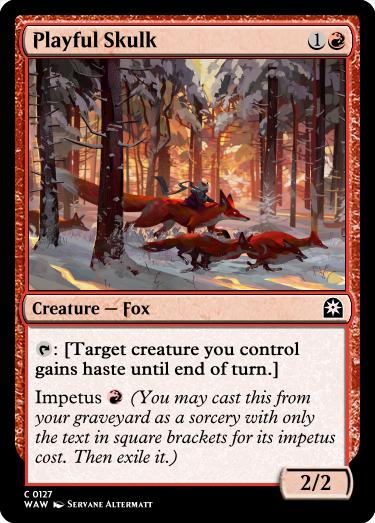 Playful Skulk 1
Creature — Fox
: [Target creature you control
gains haste until end of turn.]
Impetus (You may cast this from
your graveyard as a sorcery with only
the text in square brackets for its impetus
cost. Then exile it.)
2/2
C 0127
WAW Servane Altermatt